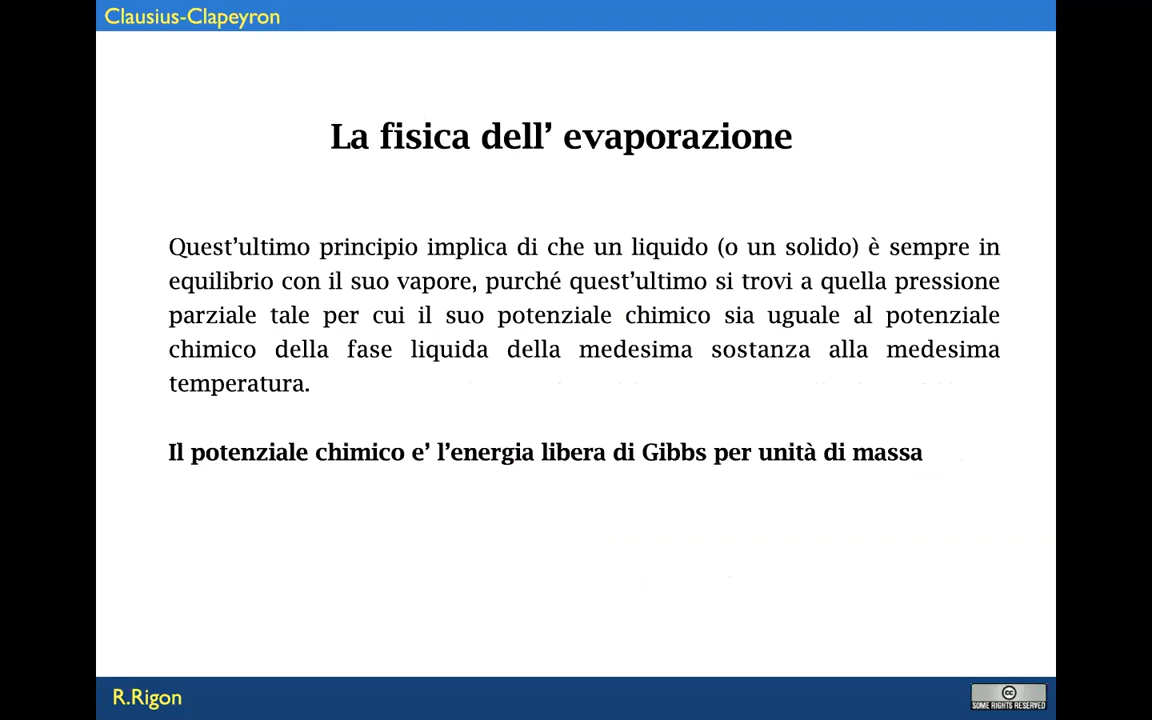 Clausius-Clapeyron
La fisica dell’ evaporazione
Quest’ultimo principio implica di che un liquido (o un solido) è sempre in
equilibrio con il suo vapore, purché quest’ultimo si trovi a quella pressione
parziale tale per cui il suo potenziale chimico sia uguale al potenziale
chimico della fase liquida della medesima sostanza alla medesima
temperatura.
Il potenziale chimico e’ l’energia libera di Gibbs per unità di massa
R.Rigon
cc
SOME RIGHTS RESERVED